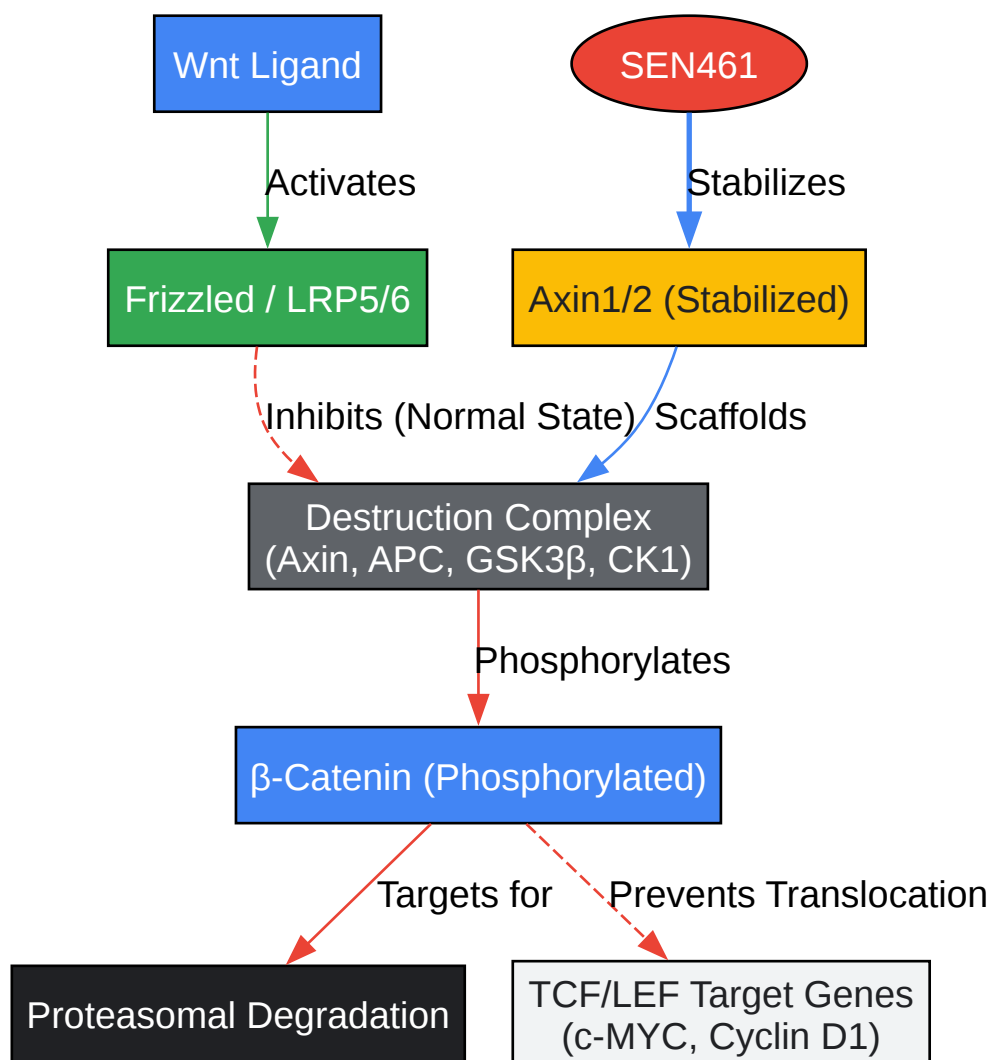 Wnt Ligand
SEN461
Activates
Stabilizes
Frizzled / LRP5/6
Axin1/2 (Stabilized)
Inhibits (Normal State)
Scaffolds
Destruction Complex
(Axin, APC, GSK3β, CK1)
Phosphorylates
β-Catenin (Phosphorylated)
Targets for
Prevents Translocation
Proteasomal Degradation
TCF/LEF Target Genes
(c-MYC, Cyclin D1)